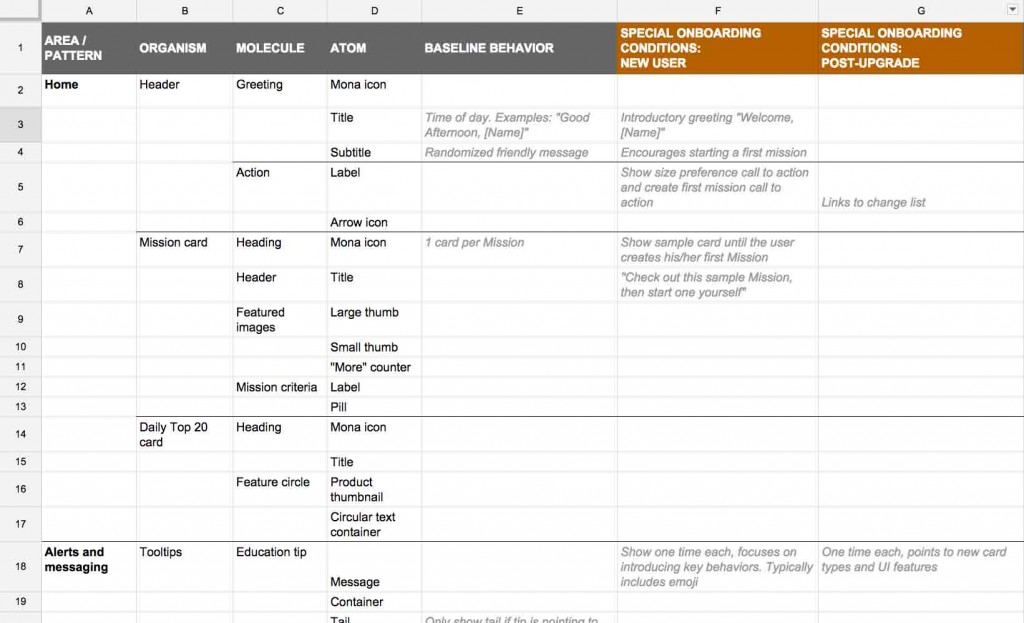 A B C D E F G
1 AREA / PATTERN ORGANISM MOLECULE ATOM BASELINE BEHAVIOR SPECIAL ONBOARDING CONDITIONS: NEW USER SPECIAL ONBOARDING CONDITIONS: POST-UPGRADE
2 Home Header Greeting Mona icon
3 Title Time of day. Examples: "Good Afternoon, [Name]" Introductory greeting "Welcome, [Name]"
4 Subtitle Randomized friendly message Encourages starting a first mission
5 Action Label Show size preference call to action and create first mission call to action Links to change list
6 Arrow icon
7 Mission card Heading Mona icon 1 card per Mission Show sample card until the user creates his/her first Mission
8 Header Title "Check out this sample Mission, then start one yourself"
9 Featured images Large thumb
10 Small thumb
11 "More" counter
12 Mission criteria Label
13 Pill
14 Daily Top 20 card Heading Mona icon
15 Title
16 Feature circle Product thumbnail
17 Circular text container
18 Alerts and messaging Tooltips Education tip Message Show one time each, focuses on introducing key behaviors. Typically includes emoji One time each, points to new card types and UI features
19 Container
Tail Only show tail if tip is pointing to